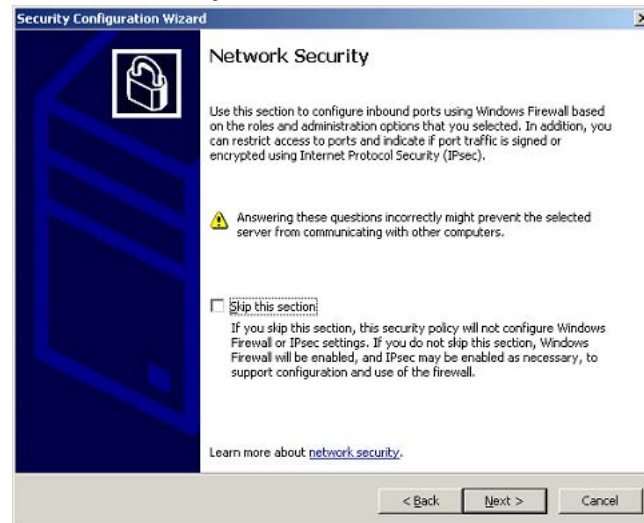 Security Configuration Wizard
Network Security
Use this section to configure inbound ports using Windows Firewall based
on the roles and administration options that you selected. In addition, you
can restrict access to ports and indicate if port traffic is signed or
encrypted using Internet Protocol Security (IPsec).
Answering these questions incorrectly might prevent the selected
server from communicating with other computers.
Skip this section
If you skip this section, this security policy will not configure Windows
Firewall or IPsec settings. If you do not skip this section, Windows
Firewall will be enabled, and IPsec may be enabled as necessary, to
support configuration and use of the firewall.
Learn more about network security.
< Back Next > Cancel